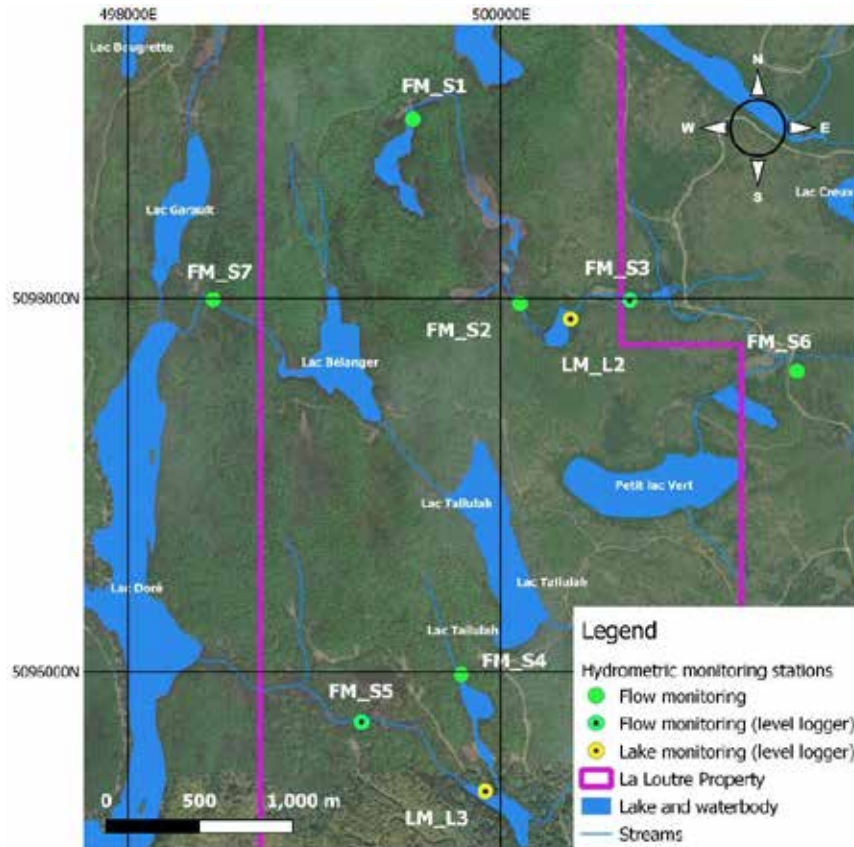 498000E
500000E
Lac Bougrette
FM_S1
N
W
E
S
Lac Creux
Lac Garault
FM_S7
FM_S3
5098000N
FM_S2
FM_S6
LM_L2
Lac Bélanger
Petit lac Vert
Lac Tallulah
Lac Doré
Lac Tallulah
Lac Tallulah
FM_S4
5096000N
FM_S5
0 500 1,000 m
LM_L3
Legend
Hydrometric monitoring stations
Flow monitoring
Flow monitoring (level logger)
Lake monitoring (level logger)
La Loutre Property
Lake and waterbody
Streams